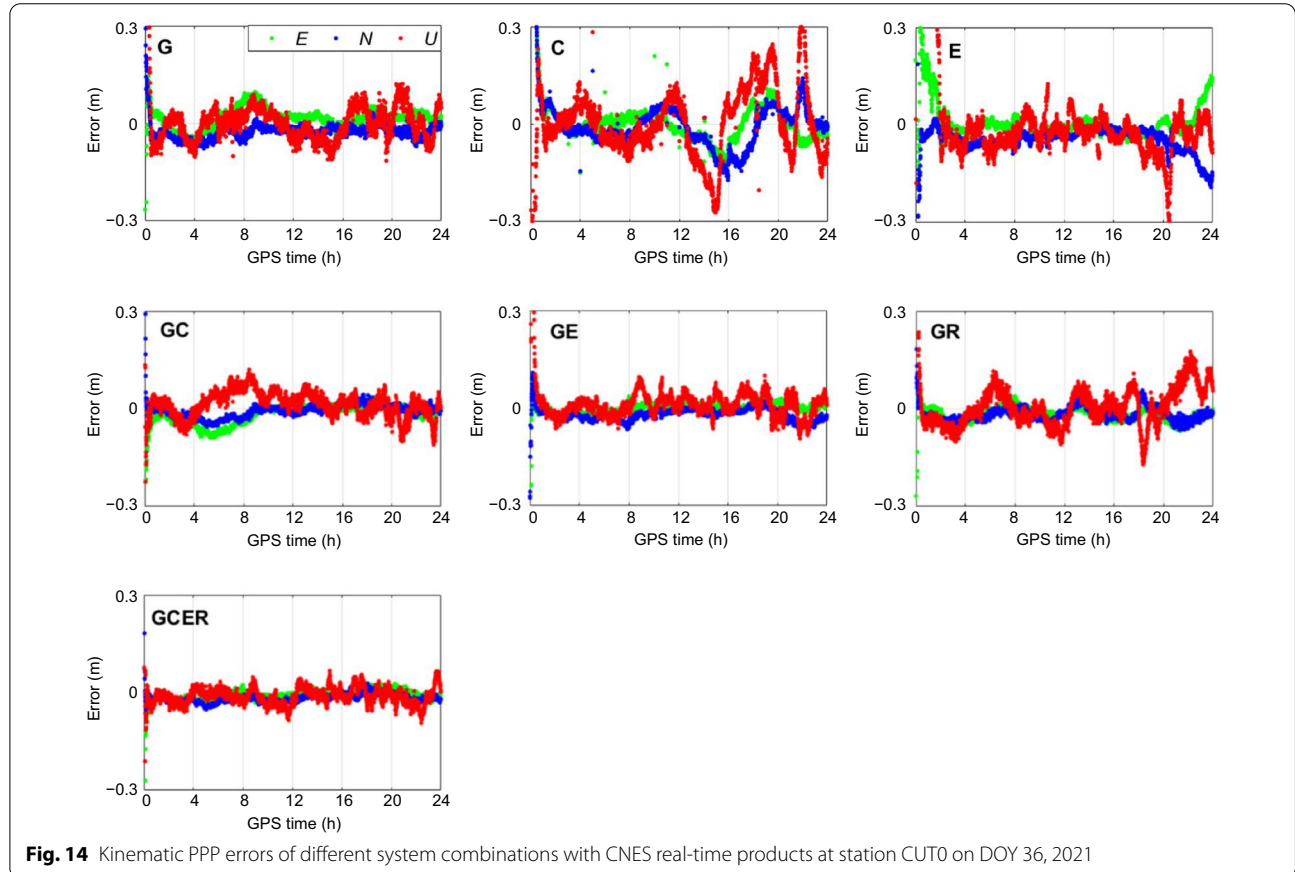 G
E N U
0.3
0
−0.3
Error (m)
0 4 8 12 16 20 24
GPS time (h)
C
0.3
0
−0.3
Error (m)
0 4 8 12 16 20 24
GPS time (h)
E
0.3
0
−0.3
Error (m)
0 4 8 12 16 20 24
GPS time (h)
GC
0.3
0
−0.3
Error (m)
0 4 8 12 16 20 24
GPS time (h)
GE
0.3
0
−0.3
Error (m)
0 4 8 12 16 20 24
GPS time (h)
GR
0.3
0
−0.3
Error (m)
0 4 8 12 16 20 24
GPS time (h)
GCER
0.3
0
−0.3
Error (m)
0 4 8 12 16 20 24
GPS time (h)
Fig. 14 Kinematic PPP errors of different system combinations with CNES real-time products at station CUT0 on DOY 36, 2021